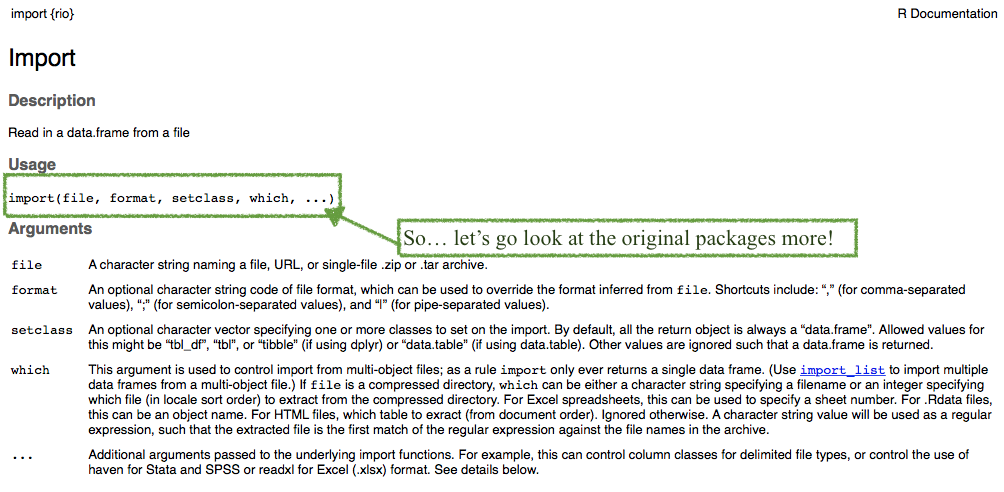 import {rio}
R Documentation
Import
Description
Read in a data.frame from a file
Usage
import(file, format, setclass, which, ...)
So… let’s go look at the original packages more!
Arguments
file A character string naming a file, URL, or single-file .zip or .tar archive.
format An optional character string code of file format, which can be used to override the format inferred from file. Shortcuts include: “,” (for comma-separated
values), “;” (for semicolon-separated values), and “|” (for pipe-separated values).
setclass An optional character vector specifying one or more classes to set on the import. By default, all the return object is always a “data.frame”. Allowed values for
this might be “tbl_df”, “tbl”, or “tibble” (if using dplyr) or “data.table” (if using data.table). Other values are ignored such that a data.frame is returned.
which This argument is used to control import from multi-object files; as a rule import only ever returns a single data frame. (Use import_list to import multiple
data frames from a multi-object file.) If file is a compressed directory, which can be either a character string specifying a filename or an integer specifying
which file (in locale sort order) to extract from the compressed directory. For Excel spreadsheets, this can be used to specify a sheet number. For .Rdata files,
this can be an object name. For HTML files, which table to exract (from document order). Ignored otherwise. A character string value will be used as a regular
expression, such that the extracted file is the first match of the regular expression against the file names in the archive.
... Additional arguments passed to the underlying import functions. For example, this can control column classes for delimited file types, or control the use of
haven for Stata and SPSS or readxl for Excel (.xlsx) format. See details below.